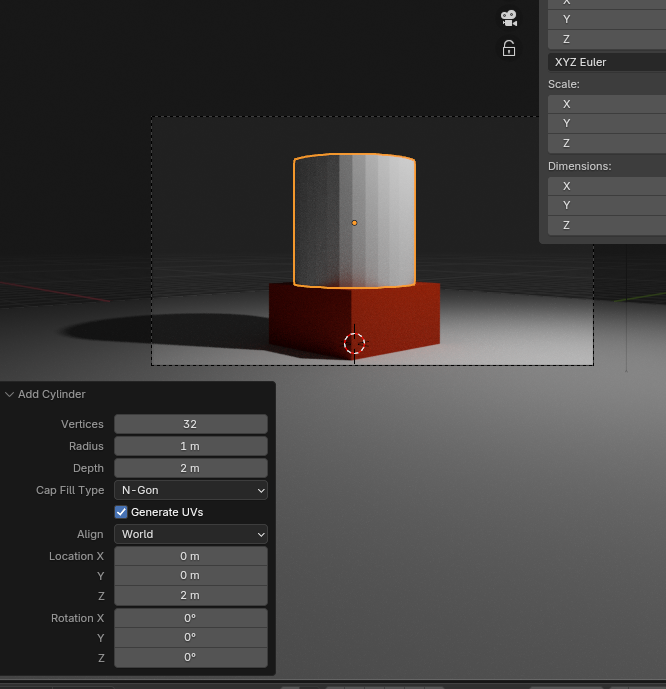 X
Y
Z
XYZ Euler
Scale:
X
Y
Z
Dimensions:
X
Y
Z
Add Cylinder
Vertices 32
Radius 1 m
Depth 2 m
Cap Fill Type N-Gon
Generate UVs
Align World
Location X 0 m
Y 0 m
Z 2 m
Rotation X 0°
Y 0°
Z 0°